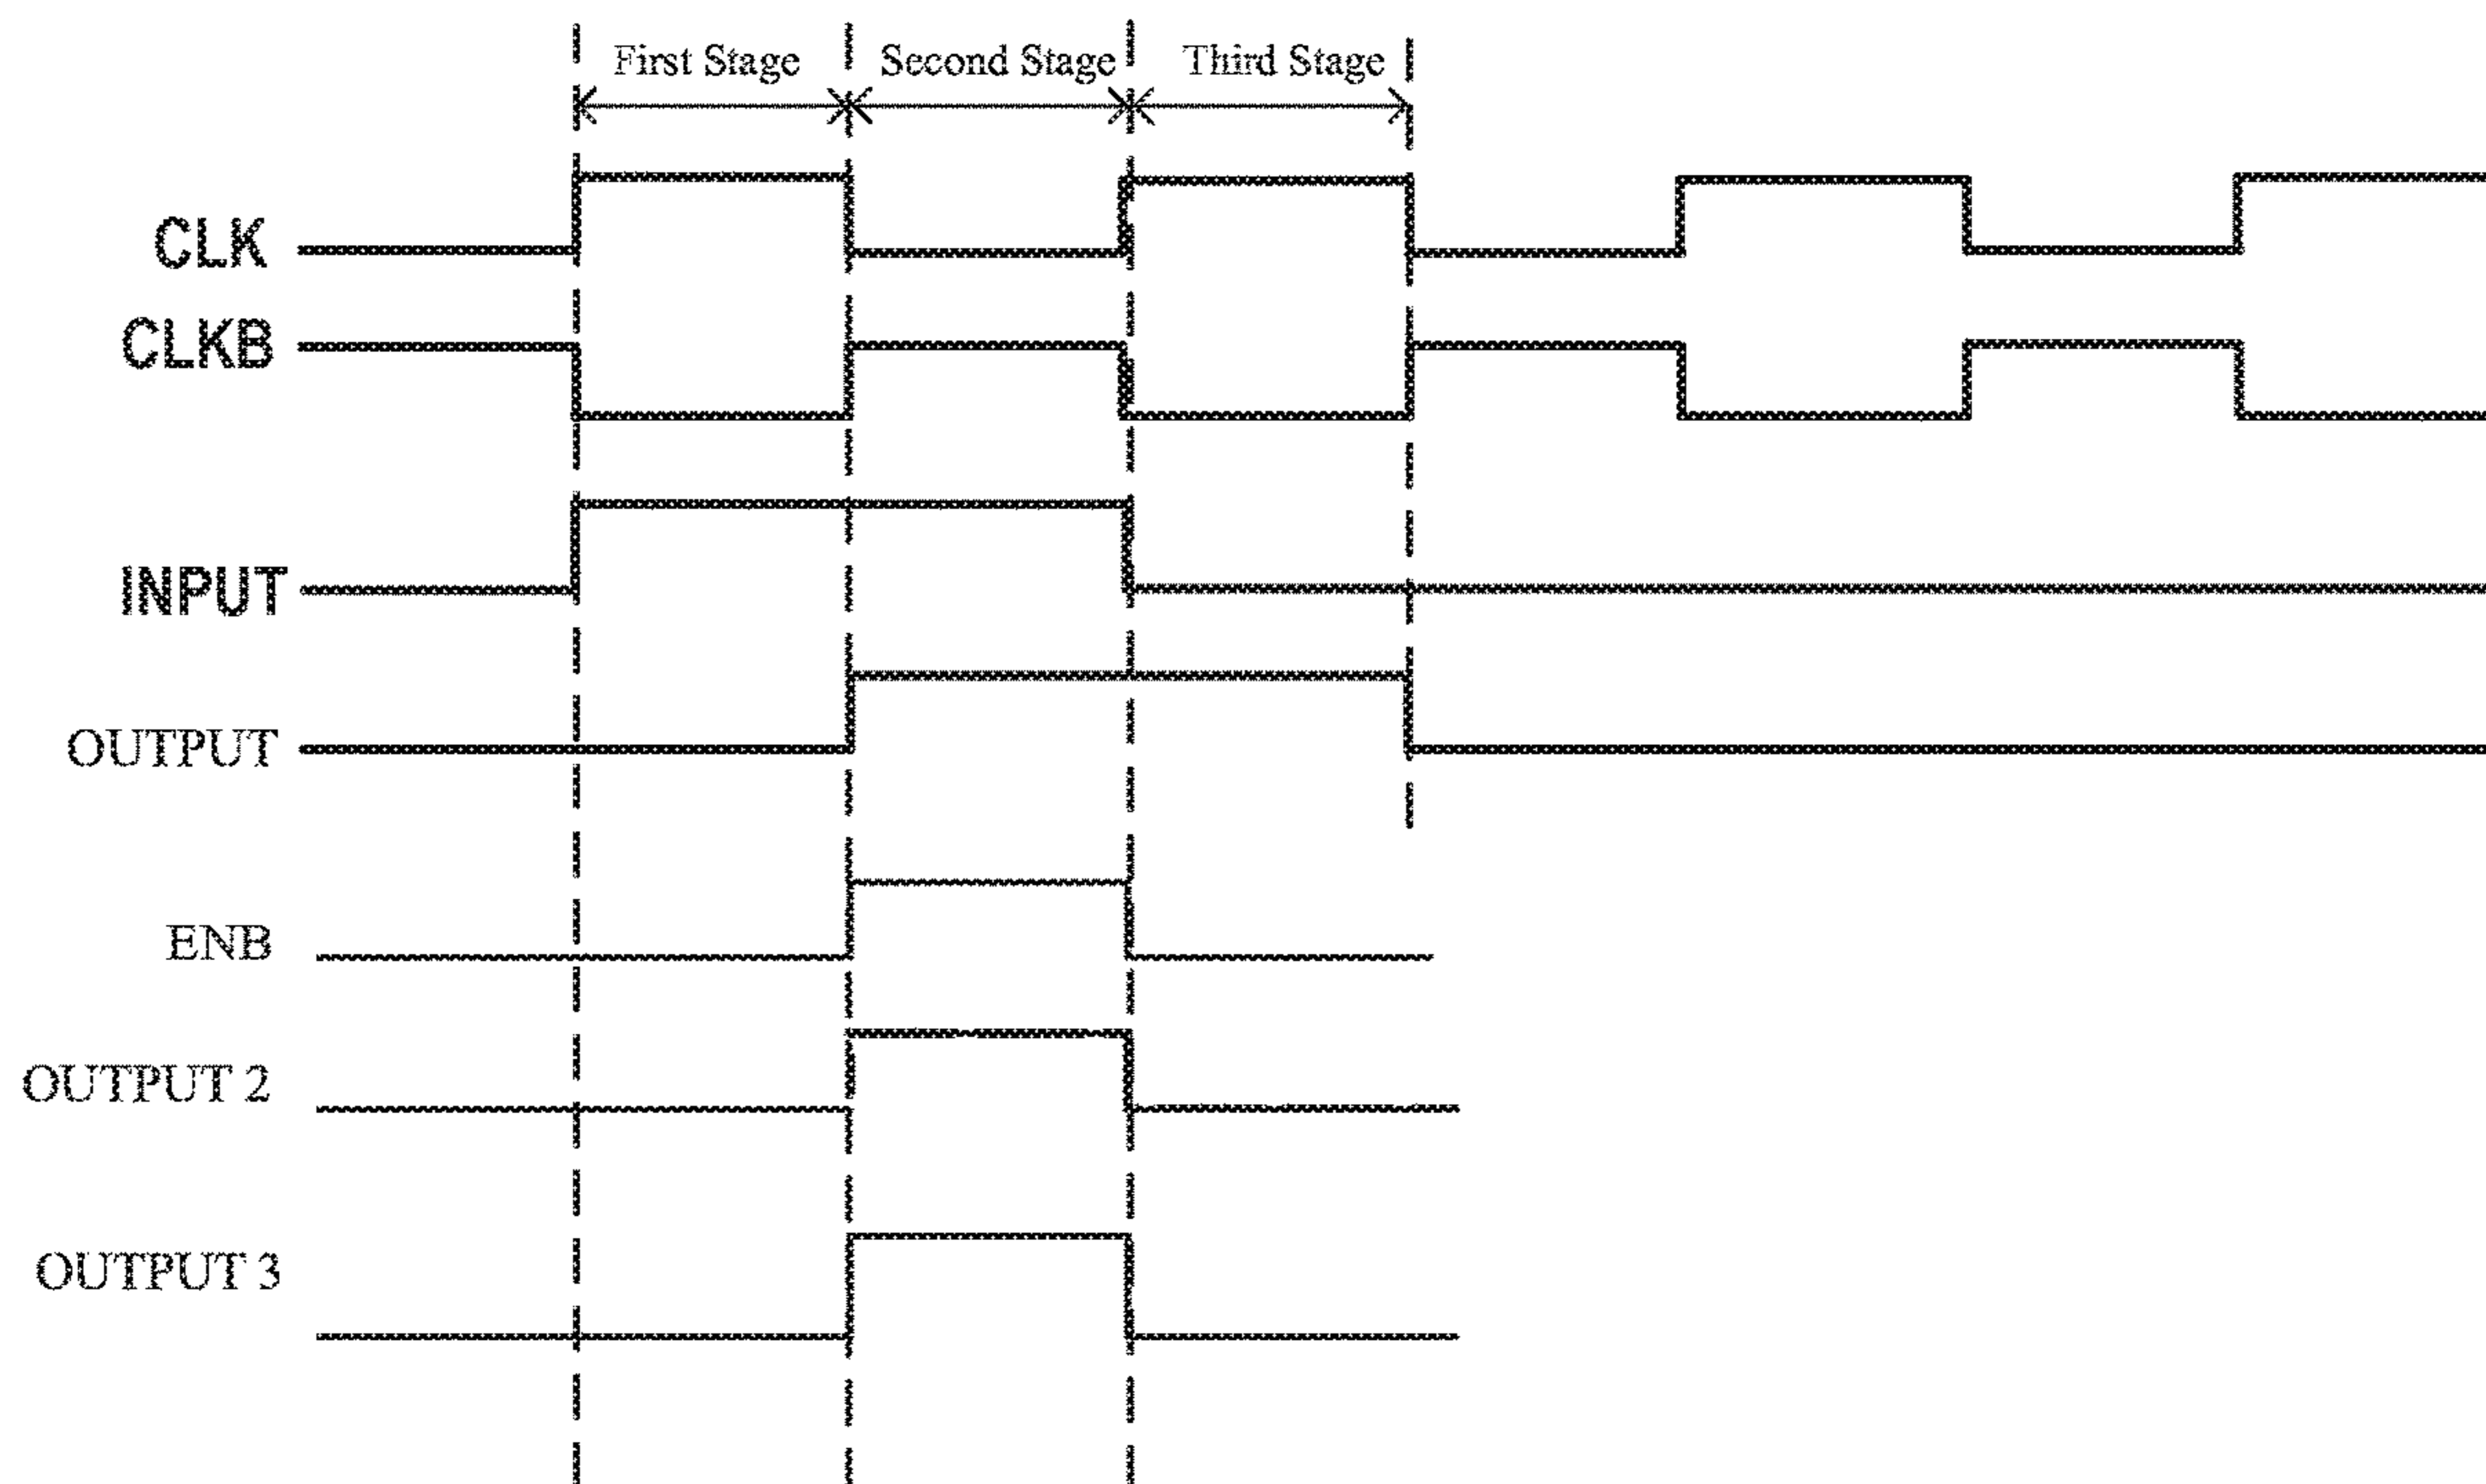 First Stage
Second Stage
Third Stage
CLK
CLKB
INPUT
OUTPUT
ENB
OUTPUT 2
OUTPUT 3